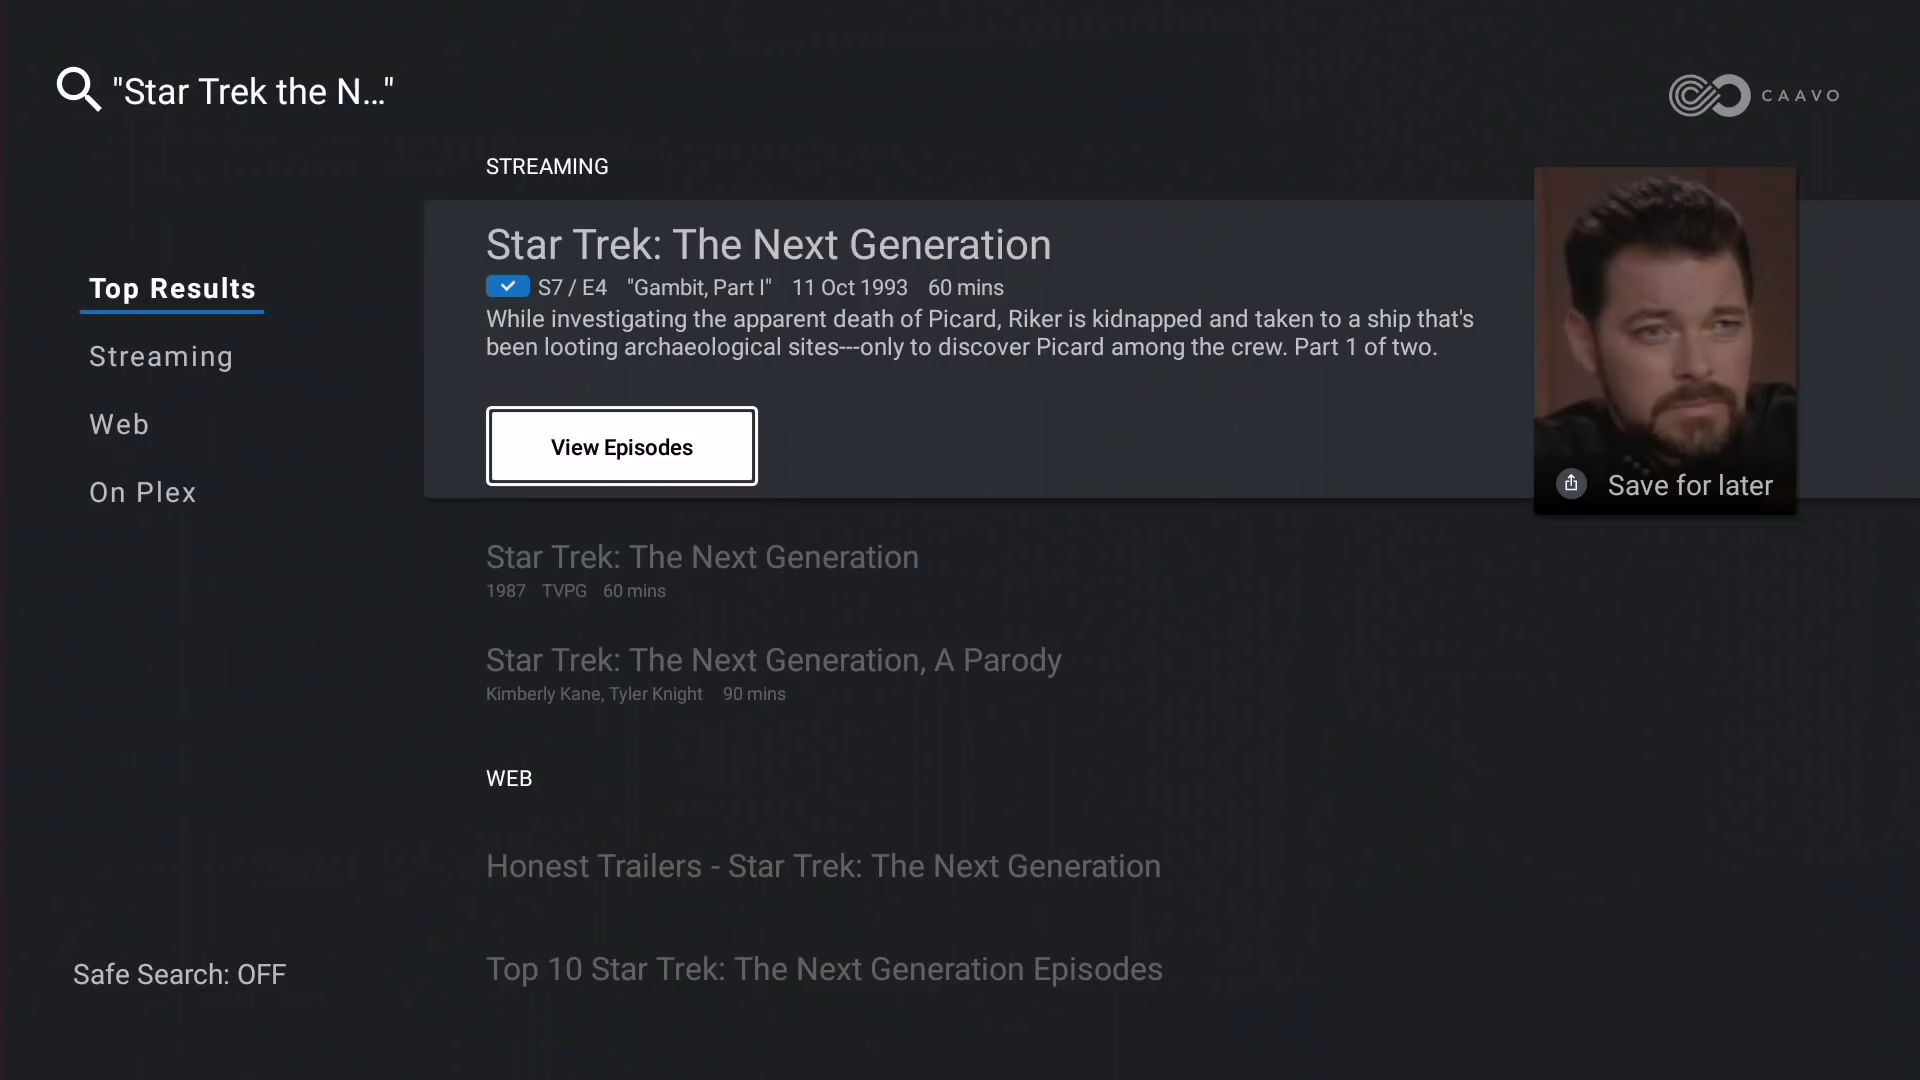 "Star Trek the N..."
CAAVO
Top Results
Streaming
Web
On Plex
Safe Search: OFF
STREAMING
Star Trek: The Next Generation
S7 / E4 "Gambit, Part I" 11 Oct 1993 60 mins
While investigating the apparent death of Picard, Riker is kidnapped and taken to a ship that's
been looting archaeological sites---only to discover Picard among the crew. Part 1 of two.
View Episodes
Save for later
Star Trek: The Next Generation
1987 TVPG 60 mins
Star Trek: The Next Generation, A Parody
Kimberly Kane, Tyler Knight 90 mins
WEB
Honest Trailers - Star Trek: The Next Generation
Top 10 Star Trek: The Next Generation Episodes